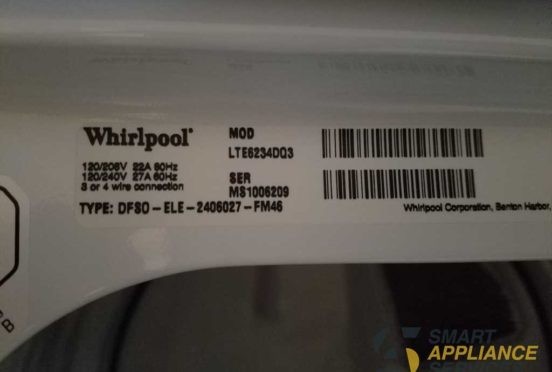 Whirlpool
MOD
LTE6234DQ3
120/208V 22A 60Hz
120/240V 27A 60Hz
3 or 4 wire connection
SER
MS1006209
TYPE: DFSO-ELE-2406027-FM46
Whirlpool Corporation, Benton Harbor,
8
SMART
APPLIANCE